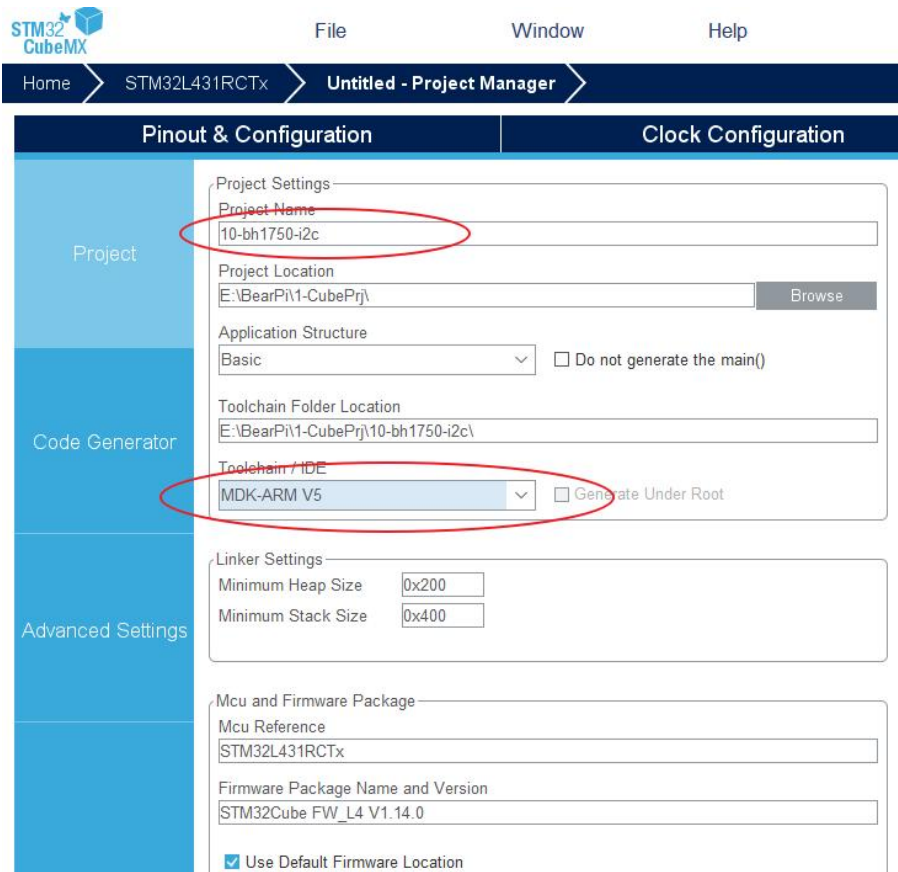 STM32
CubeMX
File Window Help
Home STM32L431RCTx Untitled - Project Manager
Pinout & Configuration Clock Configuration
Project
Code Generator
Advanced Settings
Project Settings
Project Name
10-bh1750-i2c
Project Location
E:\BearPi\1-CubePrj\ Browse
Application Structure
Basic Do not generate the main()
Toolchain Folder Location
E:\BearPi\1-CubePrj\10-bh1750-i2c\
Toolchain / IDE
MDK-ARM V5 Generate Under Root
Linker Settings
Minimum Heap Size 0x200
Minimum Stack Size 0x400
Mcu and Firmware Package
Mcu Reference
STM32L431RCTx
Firmware Package Name and Version
STM32Cube FW_L4 V1.14.0
Use Default Firmware Location